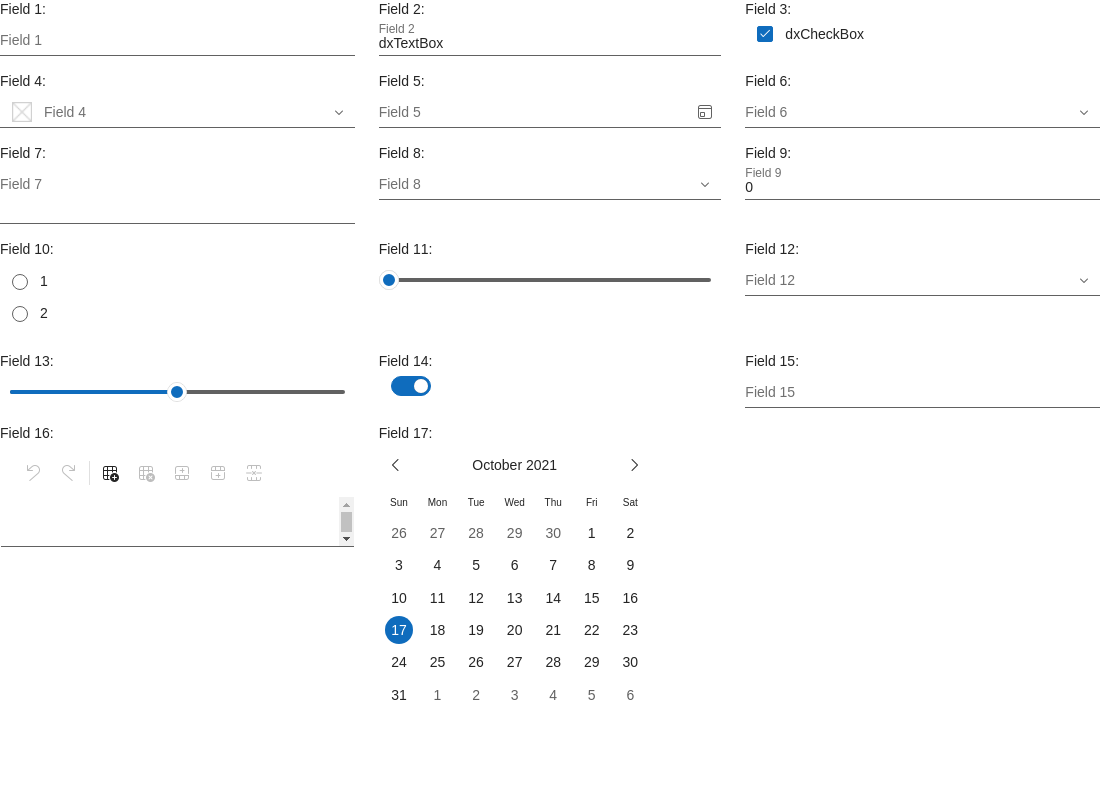 Field 1:
Field 1
Field 2:
Field 2
dxTextBox
Field 3:
dxCheckBox
Field 4:
Field 4
Field 5:
Field 5
Field 6:
Field 6
Field 7:
Field 7
Field 8:
Field 8
Field 9:
Field 9
0
Field 10:
1
2
Field 11:
Field 12:
Field 12
Field 13:
Field 14:
Field 15:
Field 15
Field 16:
Field 17:
October 2021
Sun Mon Tue Wed Thu Fri Sat
26 27 28 29 30 1 2
3 4 5 6 7 8 9
10 11 12 13 14 15 16
17 18 19 20 21 22 23
24 25 26 27 28 29 30
31 1 2 3 4 5 6